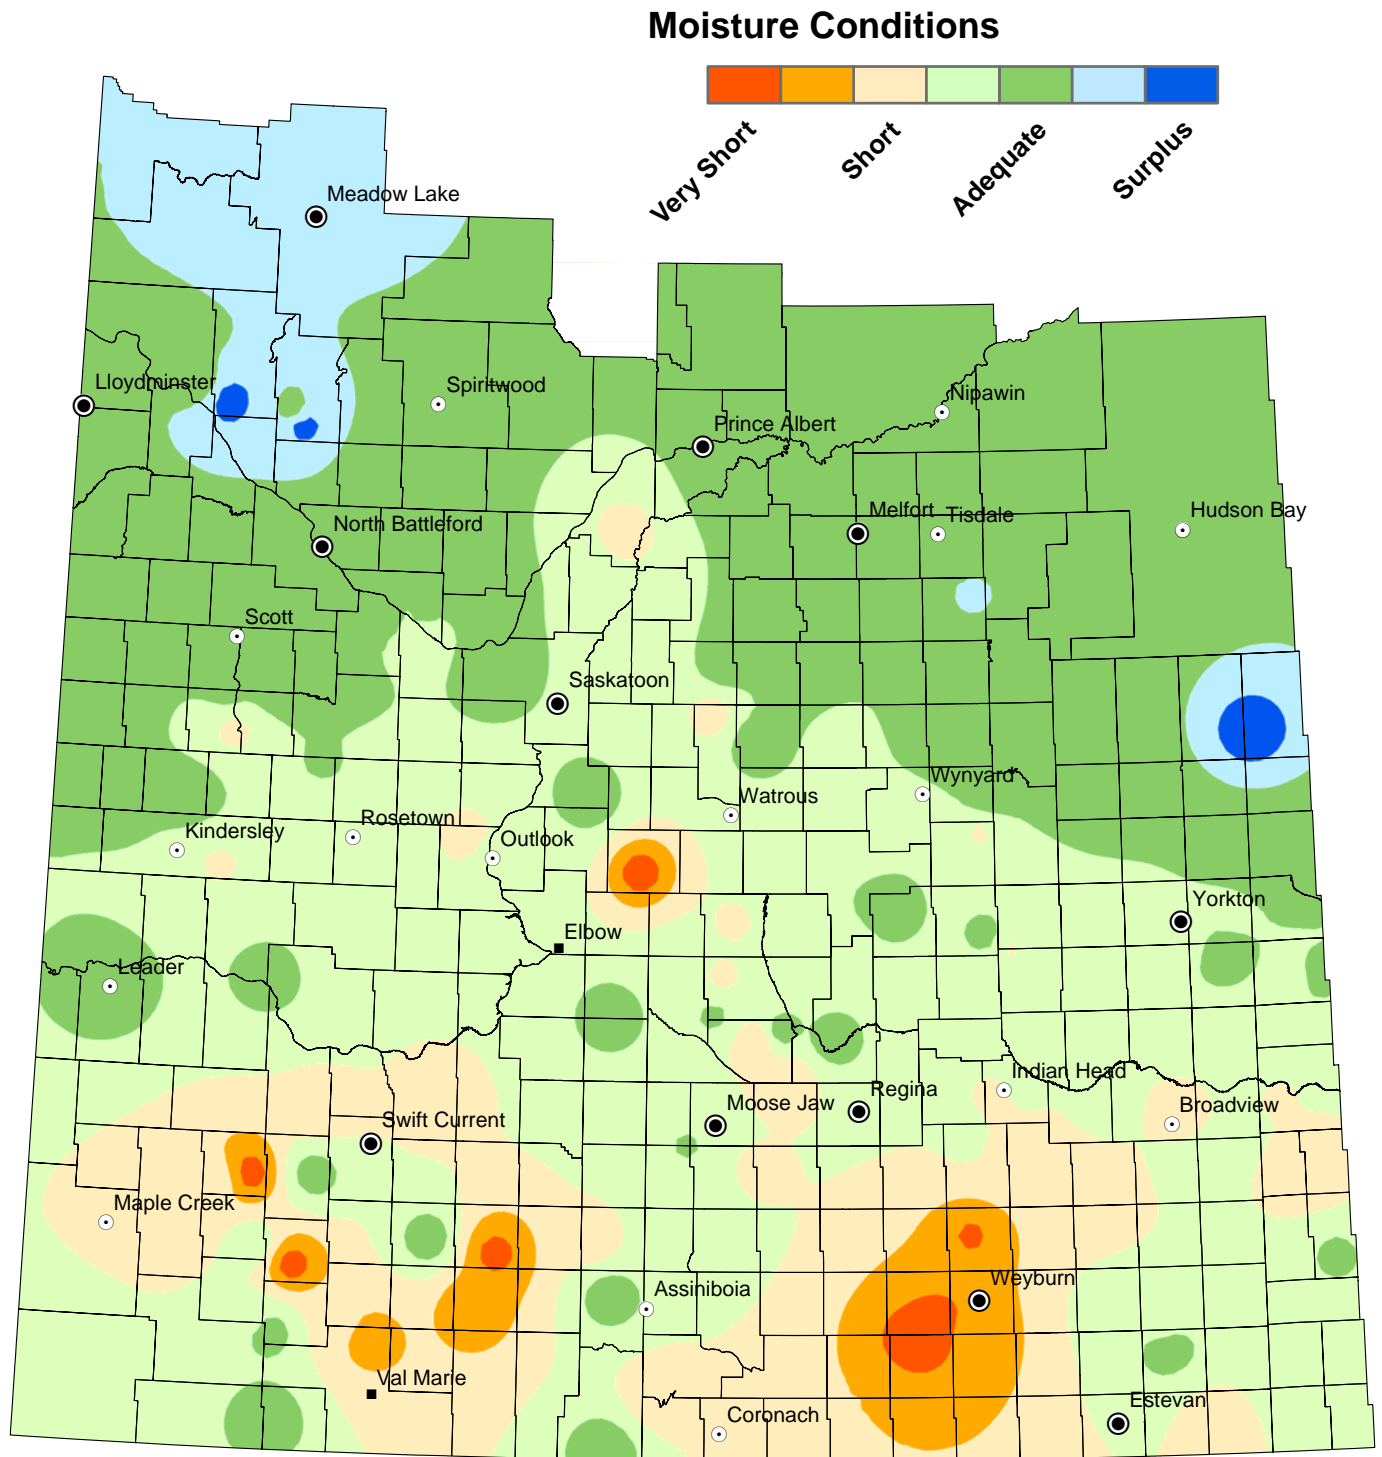 Moisture Conditions
Very Short
Short
Adequate
Surplus
Meadow Lake
Lloydminster
Spiritwood
Nipawin
Prince Albert
North Battleford
Melfort
Tisdale
Hudson Bay
Scott
Saskatoon
Wynyard
Watrous
Rosetown
Kindersley
Outlook
Yorkton
Elbow
Leader
Indian Head
Regina
Moose Jaw
Broadview
Swift Current
Maple Creek
Weyburn
Assiniboia
Val Marie
Estevan
Coronach